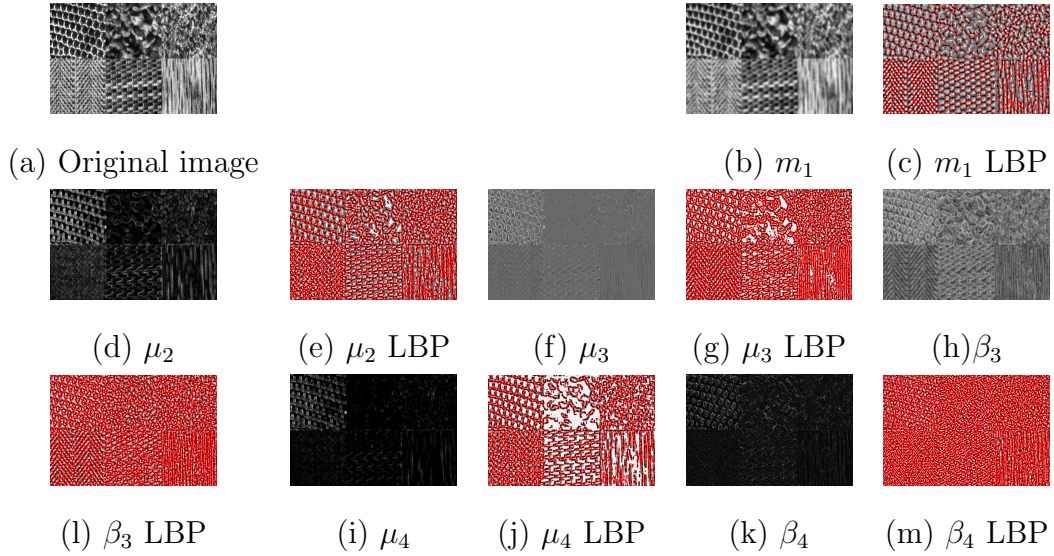 (a) Original image
(b) m₁
(c) m₁ LBP
(d) μ₂
(e) μ₂ LBP
(f) μ₃
(g) μ₃ LBP
(h)β₃
(l) β₃ LBP
(i) μ₄
(j) μ₄ LBP
(k) β₄
(m) β₄ LBP